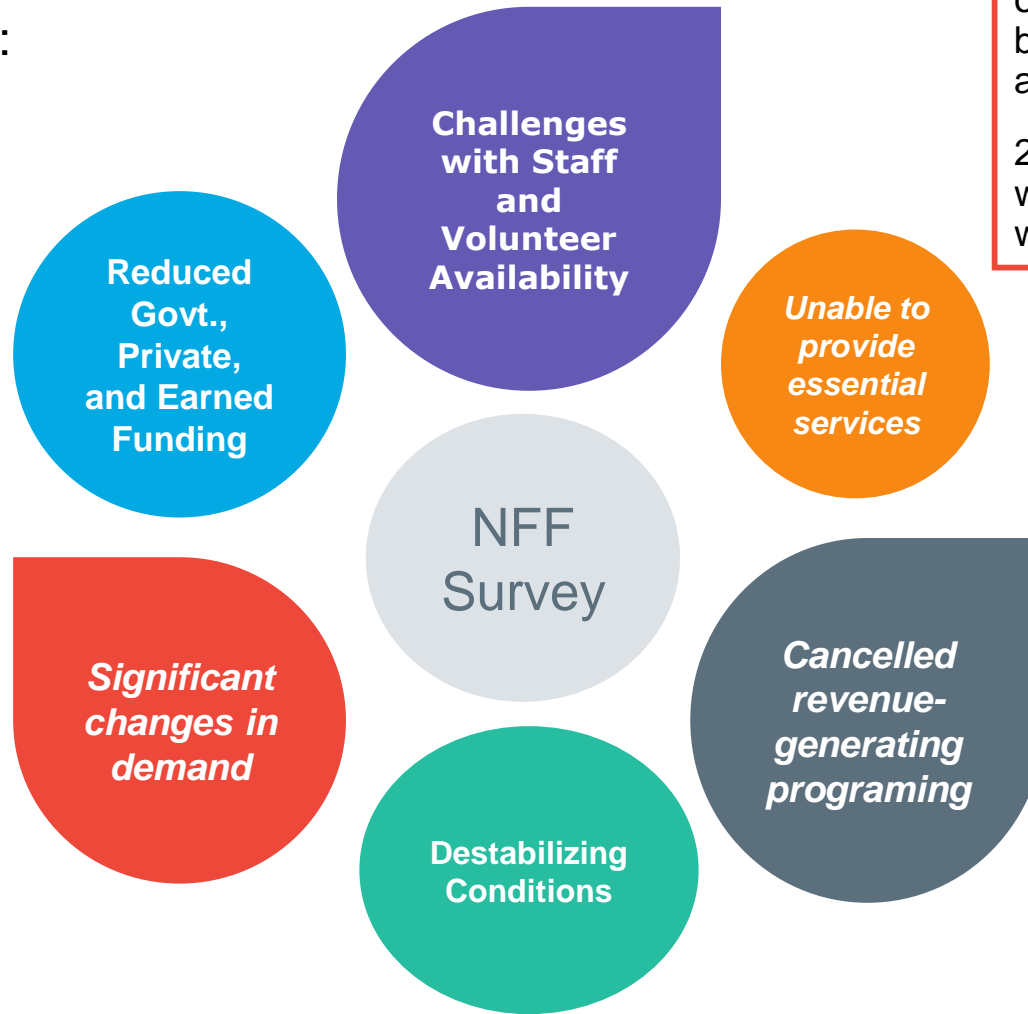 :
Challenges
with Staff
and
Volunteer
Availability
Reduced
Govt.,
Private,
and Earned
Funding
Unable to
provide
essential
services
NFF
Survey
Significant
changes in
demand
Cancelled
revenue-
generating
programing
Destabilizing
Conditions
b
a
2
w
w